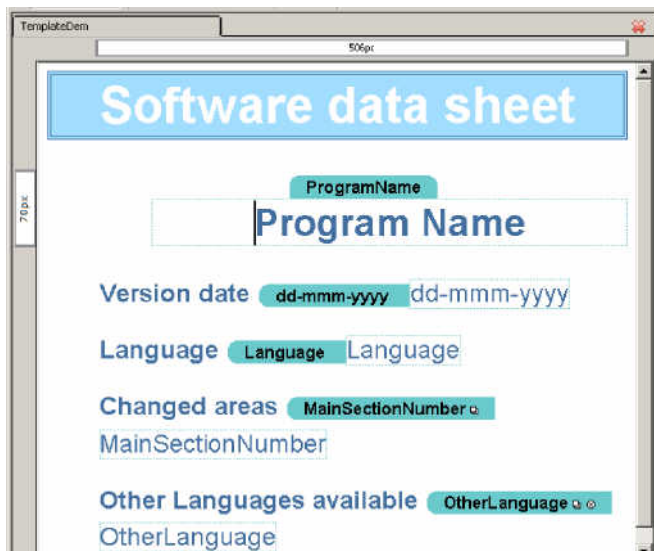 TemplateDem
506px
Software data sheet
70px
ProgramName
Program Name
Version date dd-mmm-yyyy dd-mmm-yyyy
Language Language Language
Changed areas MainSectionNumber
MainSectionNumber
Other Languages available OtherLanguage
OtherLanguage